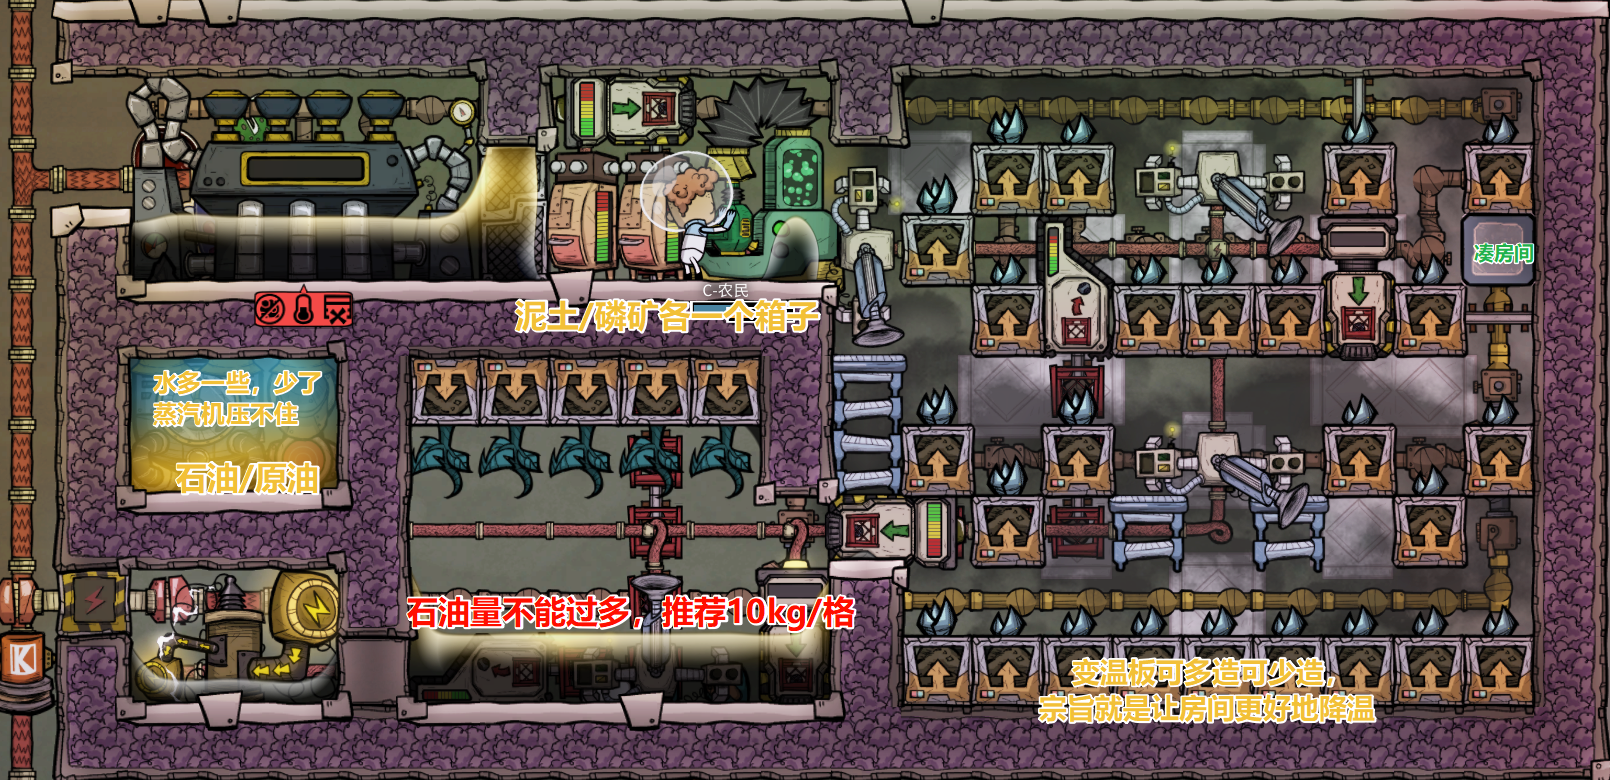 凑房间
C-农民
泥土/磷矿各一个箱子
水多一些，少了
蒸汽机压不住
石油/原油
石油量不能过多，推荐10kg/格
变温板可多造可少造，
宗旨就是让房间更好地降温
K